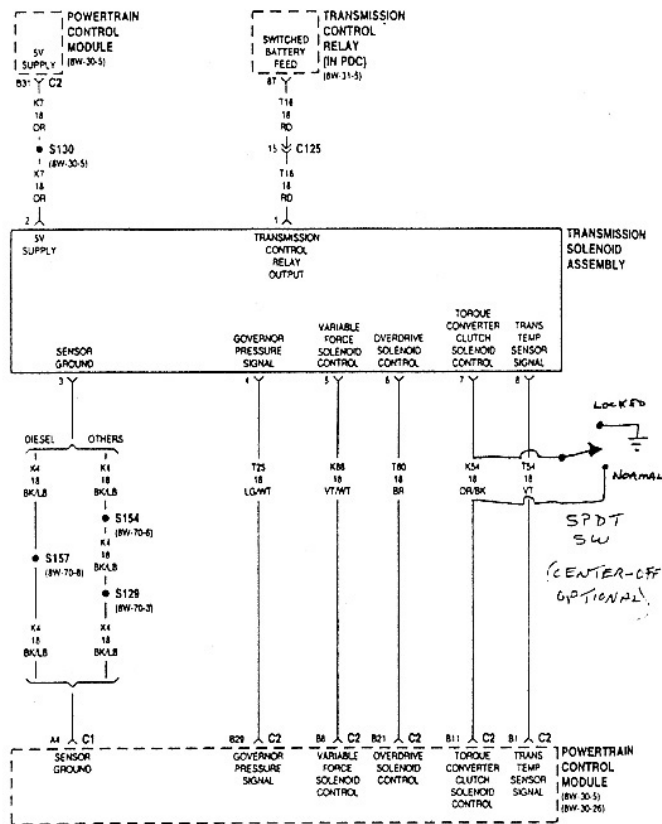 POWERTRAIN
CONTROL
MODULE
(8W-30-5)
5V
SUPPLY
B31 C2
K7
18
OR
S130
(8W-30-5)
K7
18
OR
2
5V
SUPPLY
TRANSMISSION
CONTROL
RELAY
(IN PDC)
(8W-31-5)
SWITCHED
BATTERY
FEED
87
T16
18
RD
15 C125
T16
18
RD
1
TRANSMISSION
CONTROL
RELAY
OUTPUT
TRANSMISSION
SOLENOID
ASSEMBLY
SENSOR
GROUND
3
GOVERNOR
PRESSURE
SIGNAL
4
VARIABLE
FORCE
SOLENOID
CONTROL
5
OVERDRIVE
SOLENOID
CONTROL
6
TORQUE
CONVERTER
CLUTCH
SOLENOID
CONTROL
7
TRANS
TEMP
SENSOR
SIGNAL
8
DIESEL OTHERS
K4
18
BK/LB
S157
(8W-70-8)
K4
18
BK/LB
K4
18
BK/LB
S154
(8W-70-6)
K4
18
BK/LB
S129
(8W-70-3)
K4
18
BK/LB
T25
18
LG/WT
K88
18
VT/WT
T60
18
BR
K54
18
OR/BK
T54
18
VT
LOCKED
NORMAL
SPDT
SW
(CENTER-OFF
OPTIONAL)
A4 C1
SENSOR
GROUND
B29 C2
GOVERNOR
PRESSURE
SIGNAL
B8 C2
VARIABLE
FORCE
SOLENOID
CONTROL
B21 C2
OVERDRIVE
SOLENOID
CONTROL
B11 C2
TORQUE
CONVERTER
CLUTCH
SOLENOID
CONTROL
B1 C2
TRANS
TEMP
SENSOR
SIGNAL
POWERTRAIN
CONTROL
MODULE
(8W-30-5)
(8W-30-26)